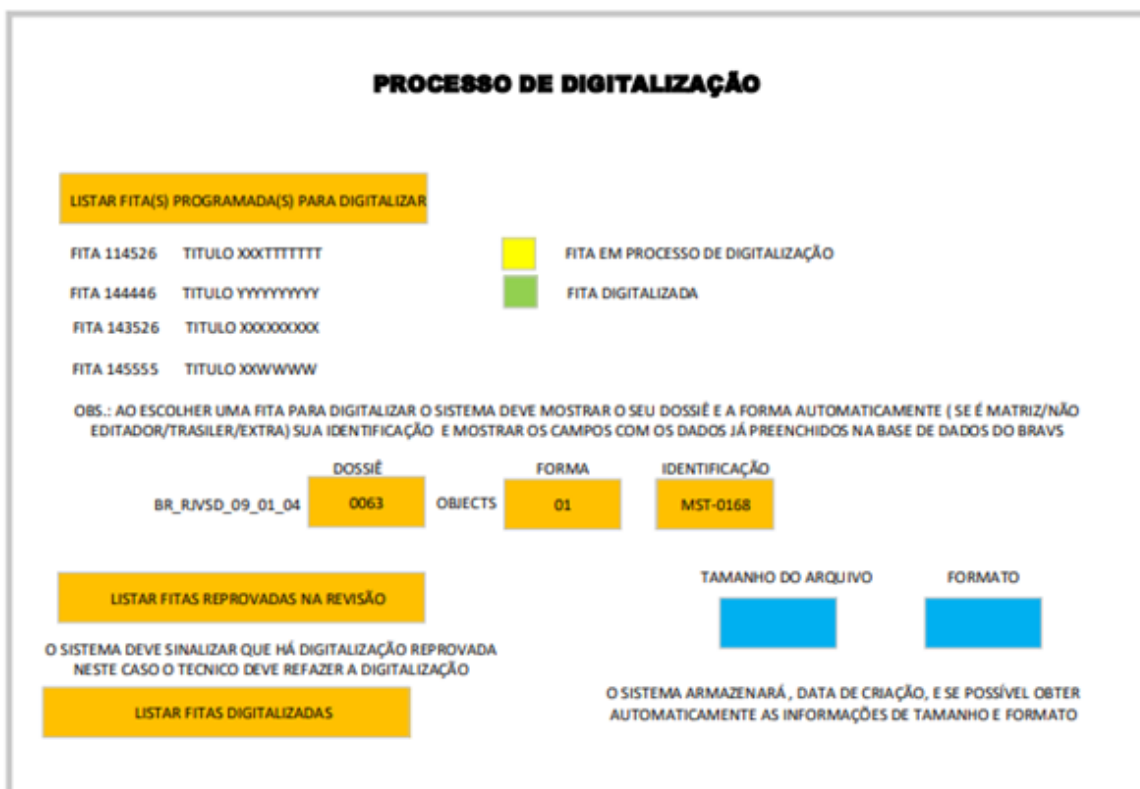 PROCESSO DE DIGITALIZAÇÃO
LISTAR FITA(S) PROGRAMADA(S) PARA DIGITALIZAR
FITA 114526 TITULO XXXTTTTTTT
FITA EM PROCESSO DE DIGITALIZAÇÃO
FITA 144446 TITULO YYYYYYYYYY
FITA DIGITALIZADA
FITA 143526 TITULO XXXXXXXXX
FITA 145555 TITULO XXWWWW
OBS.: AO ESCOLHER UMA FITA PARA DIGITALIZAR O SISTEMA DEVE MOSTRAR O SEU DOSSIÊ E A FORMA AUTOMATICAMENTE ( SE É MATRIZ/NÃO
EDITADOR/TRASILER/EXTRA) SUA IDENTIFICAÇÃO E MOSTRAR OS CAMPOS COM OS DADOS JÁ PREENCHIDOS NA BASE DE DADOS DO BRAVS
DOSSIÊ FORMA IDENTIFICAÇÃO
BR_RJVSD_09_01_04 0063 OBJECTS 01 MST-0168
TAMANHO DO ARQUIVO FORMATO
LISTAR FITAS REPROVADAS NA REVISÃO
O SISTEMA DEVE SINALIZAR QUE HÁ DIGITALIZAÇÃO REPROVADA
NESTE CASO O TECNICO DEVE REFAZER A DIGITALIZAÇÃO
LISTAR FITAS DIGITALIZADAS
O SISTEMA ARMAZENARÁ , DATA DE CRIAÇÃO, E SE POSSÍVEL OBTER
AUTOMATICAMENTE AS INFORMAÇÕES DE TAMANHO E FORMATO